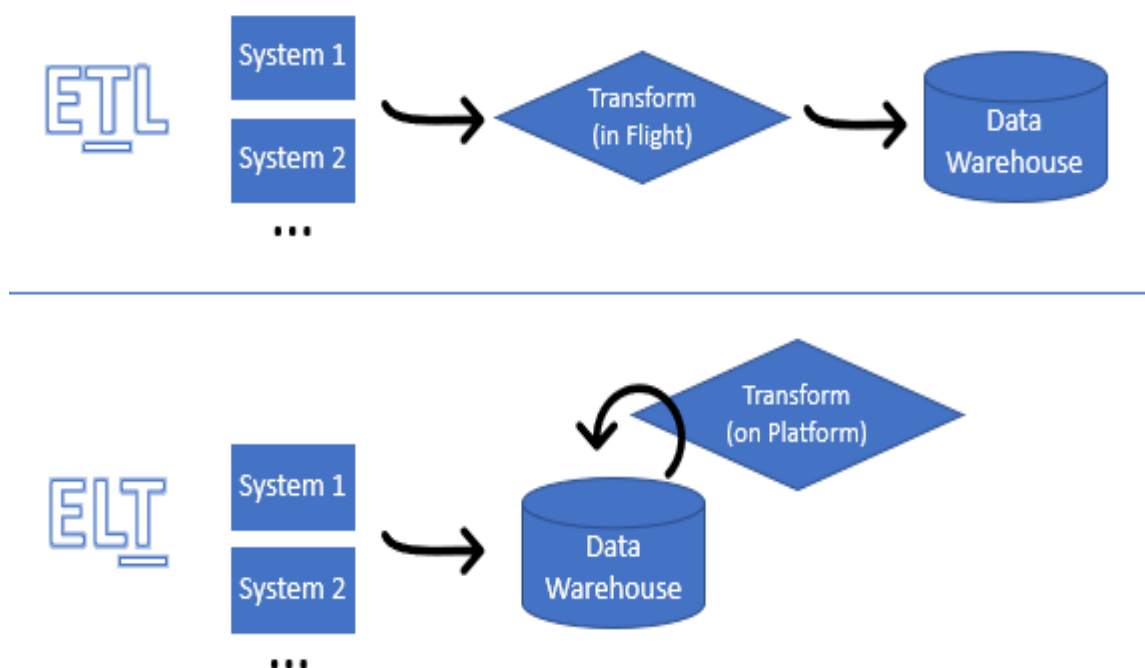 ETL
System 1
System 2
...
Transform
(in Flight)
Data
Warehouse
ELT
System 1
System 2
...
Transform
(on Platform)
Data
Warehouse